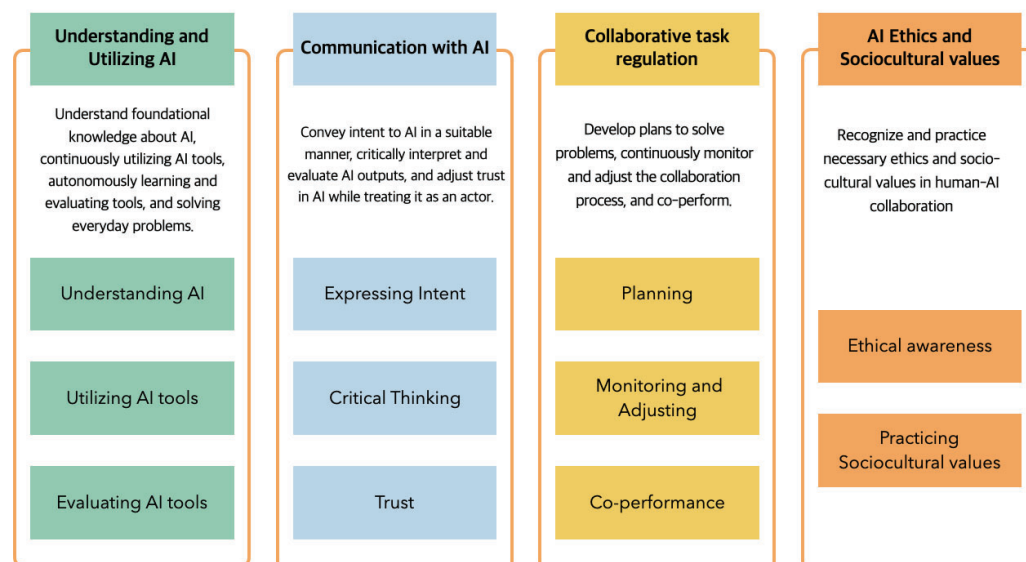 Understanding and
Utilizing AI
Understand foundational
knowledge about AI,
continuously utilizing AI tools,
autonomously learning and
evaluating tools, and solving
everyday problems.
Understanding AI
Utilizing AI tools
Evaluating AI tools
Communication with AI
Convey intent to AI in a suitable
manner, critically interpret and
evaluate AI outputs, and adjust trust
in AI while treating it as an actor.
Expressing Intent
Critical Thinking
Trust
Collaborative task
regulation
Develop plans to solve
problems, continuously monitor
and adjust the collaboration
process, and co-perform.
Planning
Monitoring and
Adjusting
Co-performance
AI Ethics and
Sociocultural values
Recognize and practice
necessary ethics and socio-
cultural values in human-AI
collaboration
Ethical awareness
Practicing
Sociocultural values